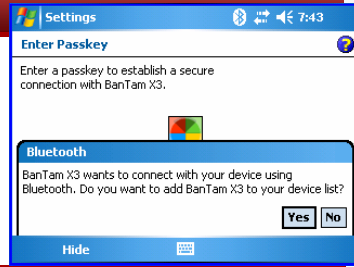 Settings
7:43
Enter Passkey
Enter a passkey to establish a secure
connection with BanTam X3.
Bluetooth
BanTam X3 wants to connect with your device using
Bluetooth. Do you want to add BanTam X3 to your device list?
Yes No
Hide